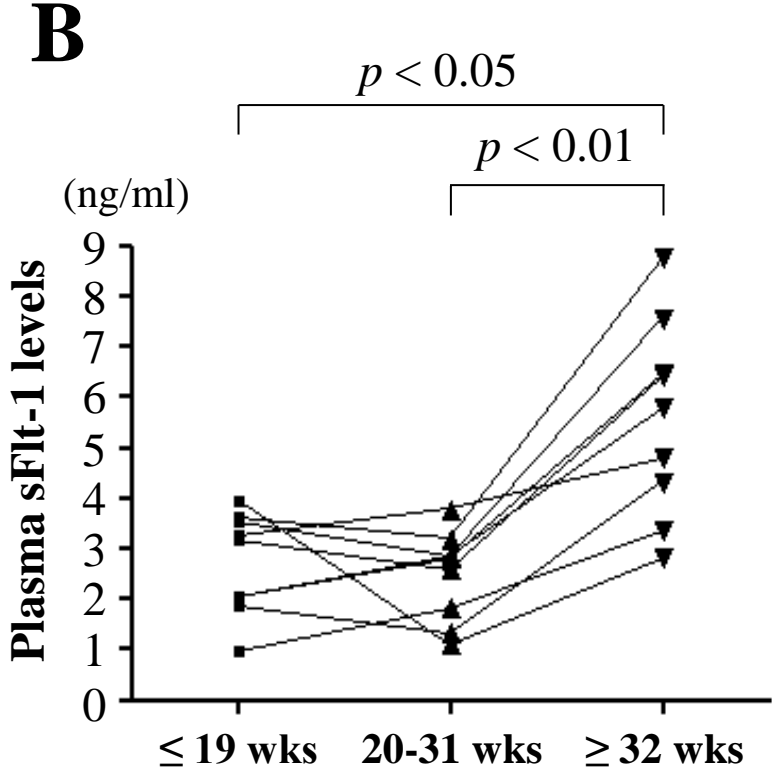 B
p < 0.05
p < 0.01
(ng/ml)
Plasma sFlt-1 levels
9
8
7
6
5
4
3
2
1
0
≤ 19 wks 20-31 wks ≥ 32 wks